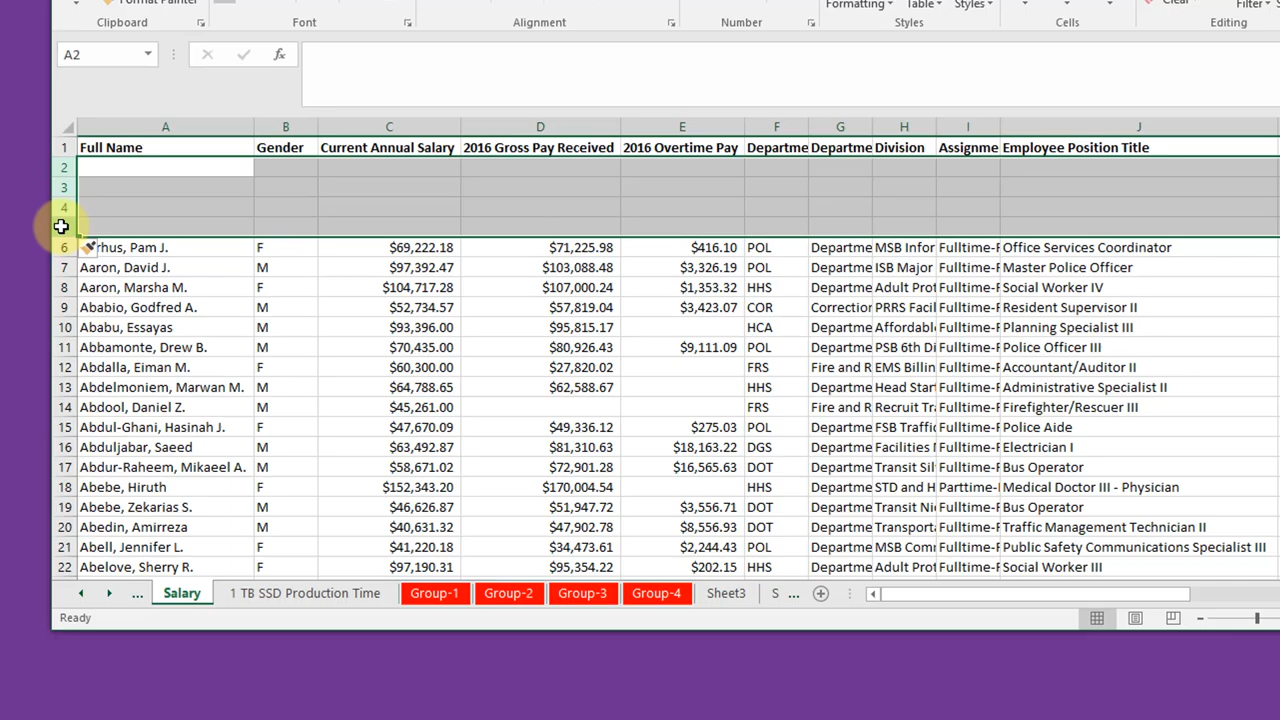 Format Painter
Formatting Table Styles Clear Filter
Clipboard Font Alignment Number Styles Cells Editing
A2 fx
A B C D E F G H I J
1 Full Name Gender Current Annual Salary 2016 Gross Pay Received 2016 Overtime Pay Departme Departme Division Assignme Employee Position Title
2
3
4
6 rhus, Pam J. F $69,222.18 $71,225.98 $416.10 POL Departme MSB Infor Fulltime-F Office Services Coordinator
7 Aaron, David J. M $97,392.47 $103,088.48 $3,326.19 POL Departme ISB Major Fulltime-F Master Police Officer
8 Aaron, Marsha M. F $104,717.28 $107,000.24 $1,353.32 HHS Departme Adult Prot Fulltime-F Social Worker IV
9 Ababio, Godfred A. M $52,734.57 $57,819.04 $3,423.07 COR Correction PRRS Facil Fulltime-F Resident Supervisor II
10 Ababu, Essayas M $93,396.00 $95,815.17 HCA Departme Affordable Fulltime-F Planning Specialist III
11 Abbamonte, Drew B. M $70,435.00 $80,926.43 $9,111.09 POL Departme PSB 6th Di Fulltime-F Police Officer III
12 Abdalla, Eiman M. F $60,300.00 $27,820.02 FRS Fire and R EMS Billin Fulltime-F Accountant/Auditor II
13 Abdelmoniem, Marwan M. M $64,788.65 $62,588.67 HHS Departme Head Start Fulltime-F Administrative Specialist II
14 Abdool, Daniel Z. M $45,261.00 FRS Fire and R Recruit Tra Fulltime-F Firefighter/Rescuer III
15 Abdul-Ghani, Hasinah J. F $47,670.09 $49,336.12 $275.03 POL Departme FSB Traffic Fulltime-F Police Aide
16 Abduljabar, Saeed M $63,492.87 $81,310.63 $18,163.22 DGS Departme Facilities M Fulltime-F Electrician I
17 Abdur-Raheem, Mikaeel A. M $58,671.02 $72,901.28 $16,565.63 DOT Departme Transit Sil Fulltime-F Bus Operator
18 Abebe, Hiruth F $152,343.20 $170,004.54 HHS Departme STD and H Parttime-F Medical Doctor III - Physician
19 Abebe, Zekarias S. M $46,626.87 $51,947.72 $3,556.71 DOT Departme Transit Ni Fulltime-F Bus Operator
20 Abedin, Amirreza M $40,631.32 $47,902.78 $8,556.93 DOT Departme Transporta Fulltime-F Traffic Management Technician II
21 Abell, Jennifer L. F $41,220.18 $34,473.61 $2,244.43 POL Departme MSB Comm Fulltime-F Public Safety Communications Specialist III
22 Abelove, Sherry R. F $97,190.31 $95,354.22 $202.15 HHS Departme Adult Prot Fulltime-F Social Worker III
... Salary 1 TB SSD Production Time Group-1 Group-2 Group-3 Group-4 Sheet3 S ...
Ready